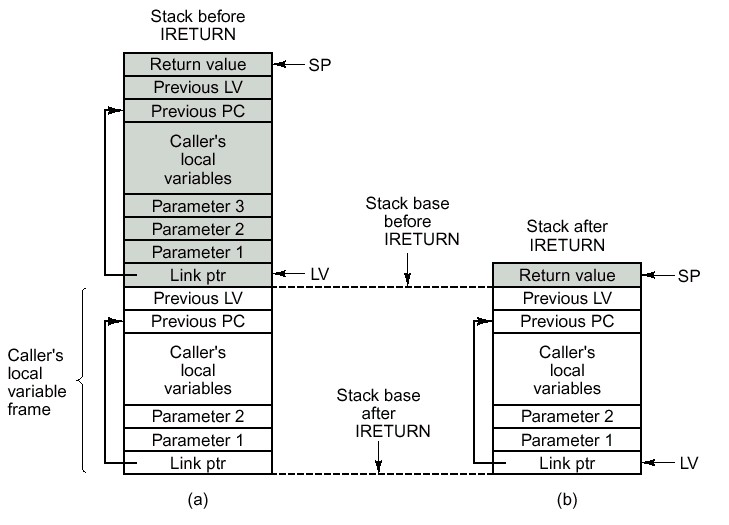 Stack before
IRETURN
Return value
SP
Previous LV
Previous PC
Caller's
local
variables
Parameter 3
Parameter 2
Parameter 1
Link ptr
LV
Previous LV
Previous PC
Caller's
local
variables
Parameter 2
Parameter 1
Link ptr
Caller's
local
variable
frame
(a)
Stack base
before
IRETURN
Stack base
after
IRETURN
Stack after
IRETURN
Return value
SP
Previous LV
Previous PC
Caller's
local
variables
Parameter 2
Parameter 1
Link ptr
LV
(b)